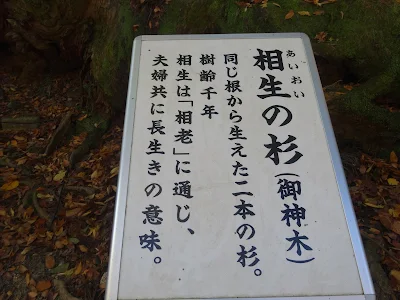 あいおい
相生の杉(御神木)
同じ根から生えた二本の杉。
樹齢千年
相生は「相老」に通じ、
夫婦共に長生きの意味。